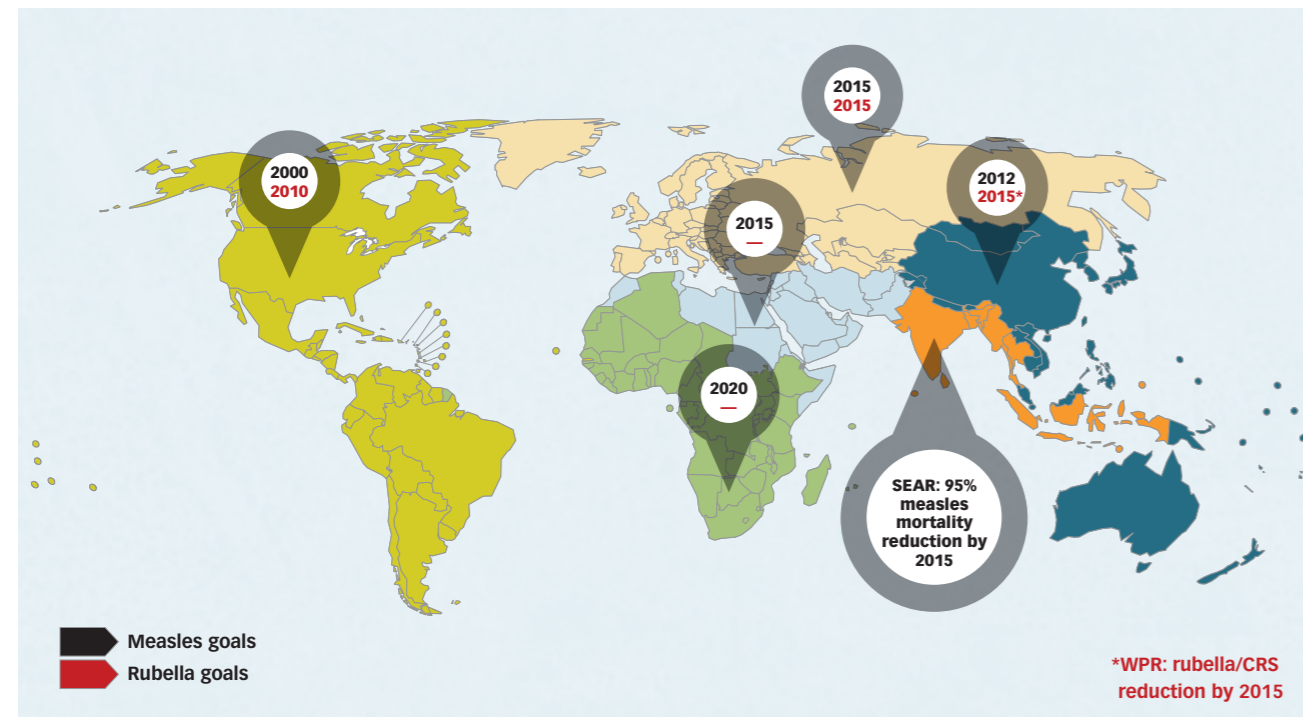 2015
2015
2000
2010
2012
2015*
2015
—
2020
—
SEAR: 95%
measles
mortality
reduction by
2015
Measles goals
Rubella goals
*WPR: rubella/CRS
reduction by 2015